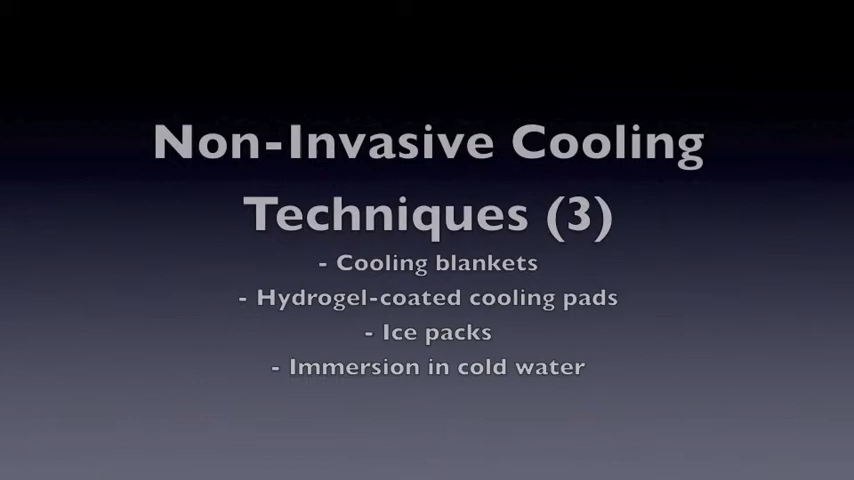 Non-Invasive Cooling
Techniques (3)
- Cooling blankets
- Hydrogel-coated cooling pads
- Ice packs
- Immersion in cold water